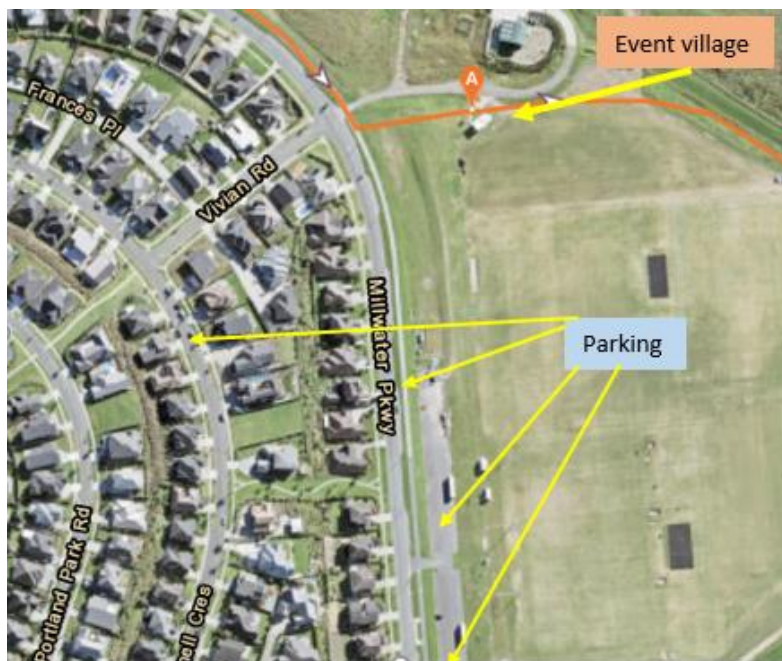 Event village
A
Frances Pl
Vivian Rd
Millwater Pkwy
Parking
Portland Park Rd
Cres